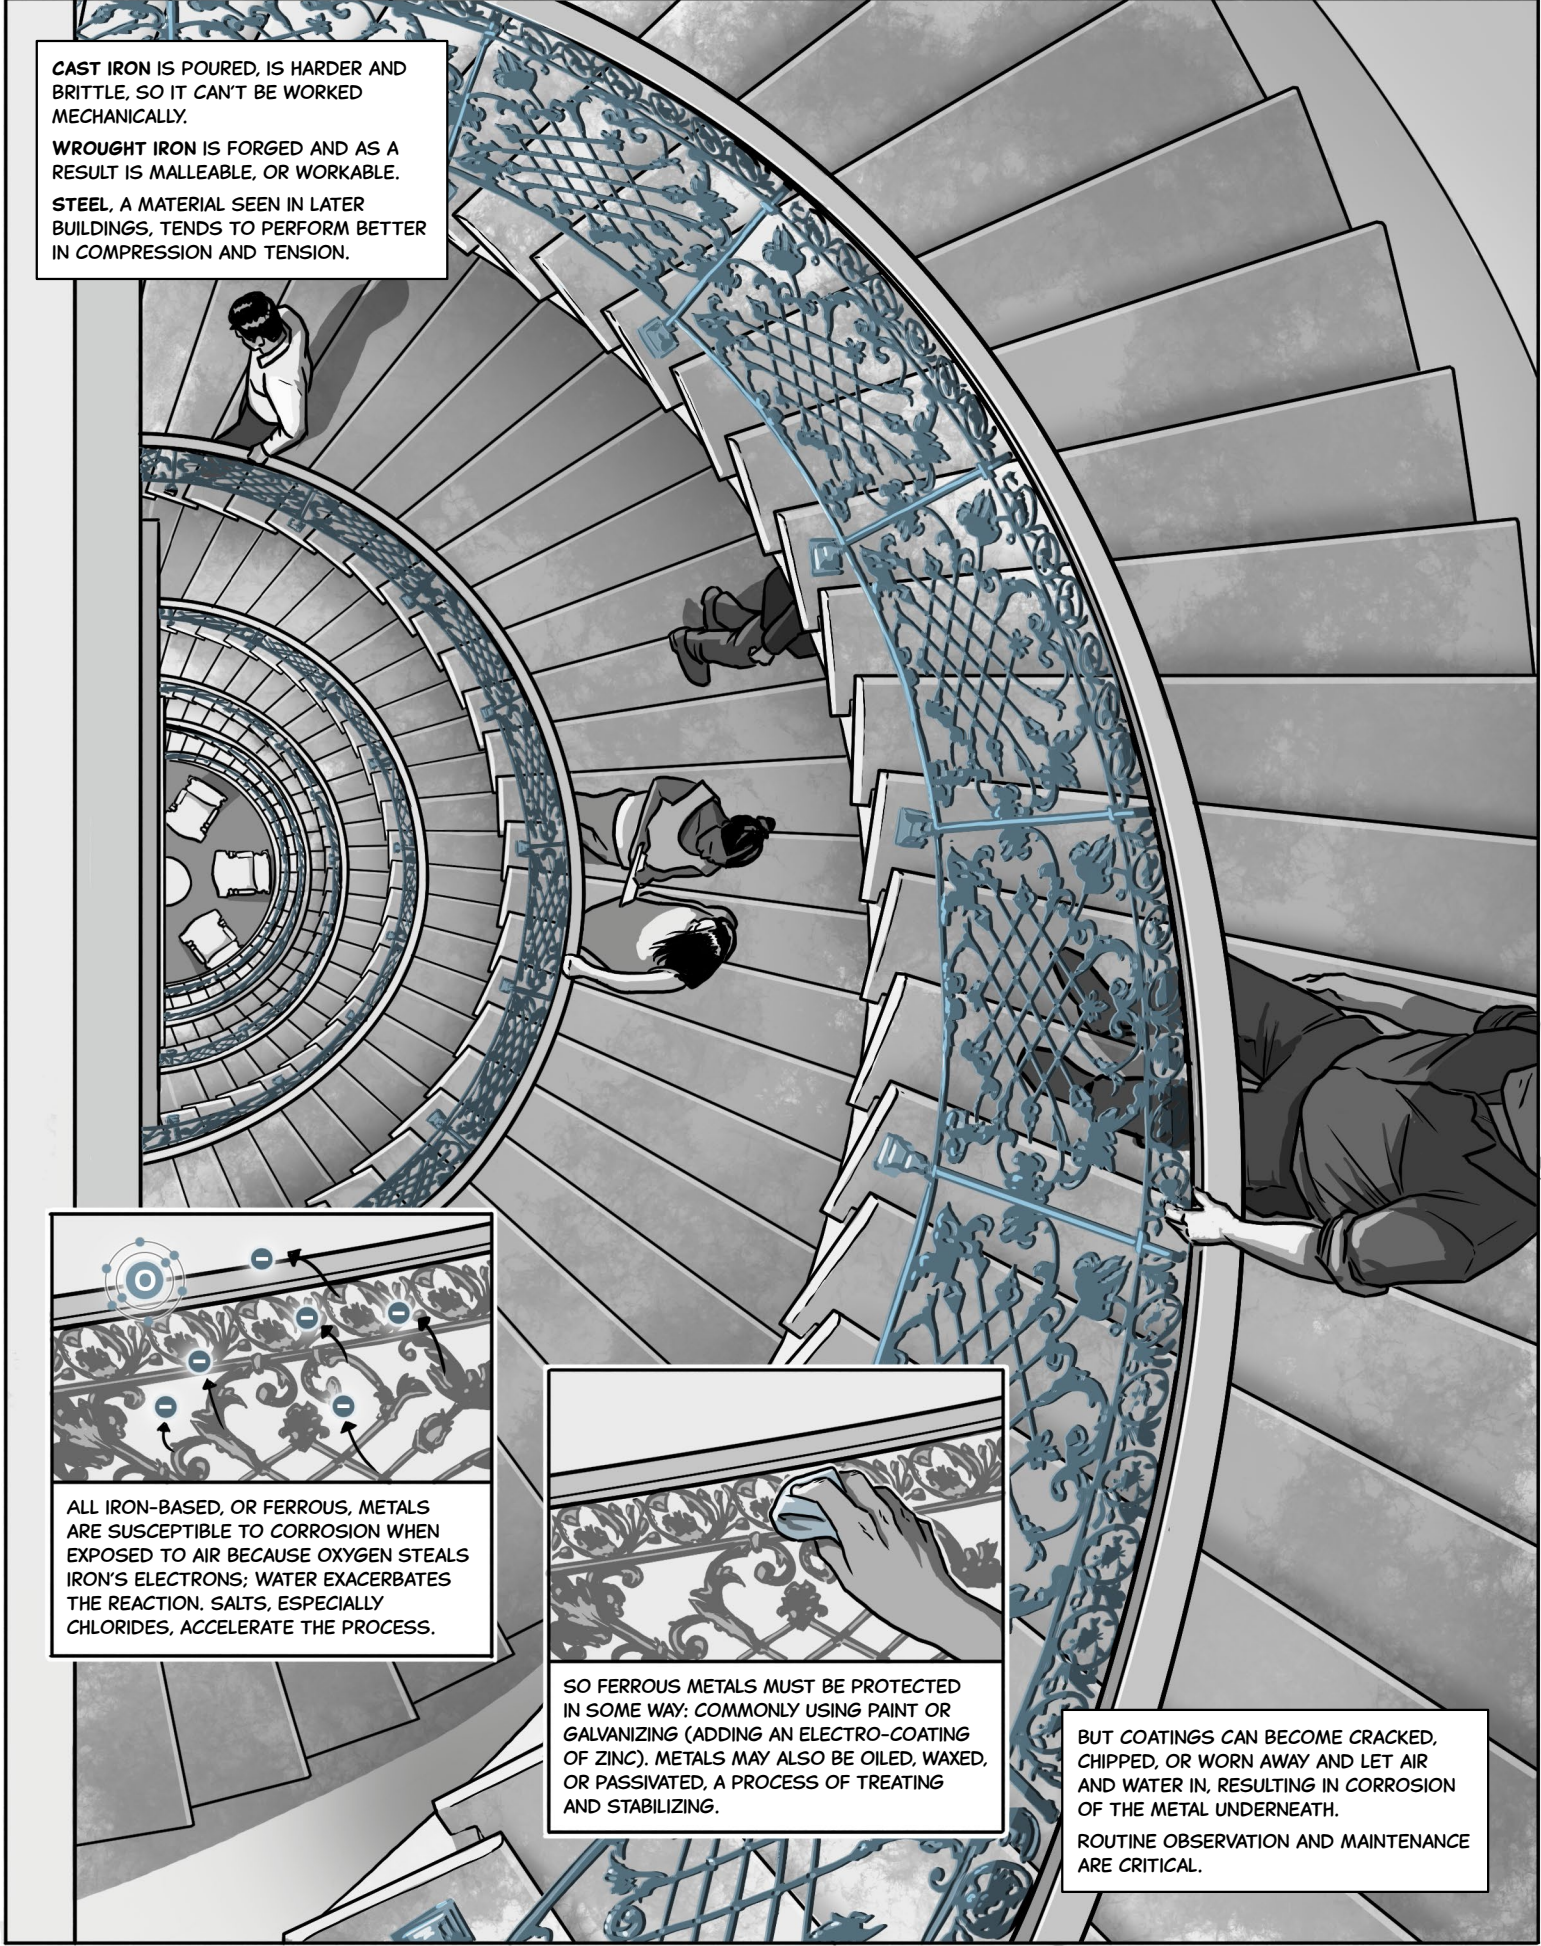 CAST IRON IS POURED, IS HARDER AND
BRITTLE, SO IT CAN'T BE WORKED
MECHANICALLY.
WROUGHT IRON IS FORGED AND AS A
RESULT IS MALLEABLE, OR WORKABLE.
STEEL, A MATERIAL SEEN IN LATER
BUILDINGS, TENDS TO PERFORM BETTER
IN COMPRESSION AND TENSION.
O
ALL IRON-BASED, OR FERROUS, METALS
ARE SUSCEPTIBLE TO CORROSION WHEN
EXPOSED TO AIR BECAUSE OXYGEN STEALS
IRON'S ELECTRONS; WATER EXACERBATES
THE REACTION. SALTS, ESPECIALLY
CHLORIDES, ACCELERATE THE PROCESS.
SO FERROUS METALS MUST BE PROTECTED
IN SOME WAY: COMMONLY USING PAINT OR
GALVANIZING (ADDING AN ELECTRO-COATING
OF ZINC). METALS MAY ALSO BE OILED, WAXED,
OR PASSIVATED, A PROCESS OF TREATING
AND STABILIZING.
BUT COATINGS CAN BECOME CRACKED,
CHIPPED, OR WORN AWAY AND LET AIR
AND WATER IN, RESULTING IN CORROSION
OF THE METAL UNDERNEATH.
ROUTINE OBSERVATION AND MAINTENANCE
ARE CRITICAL.